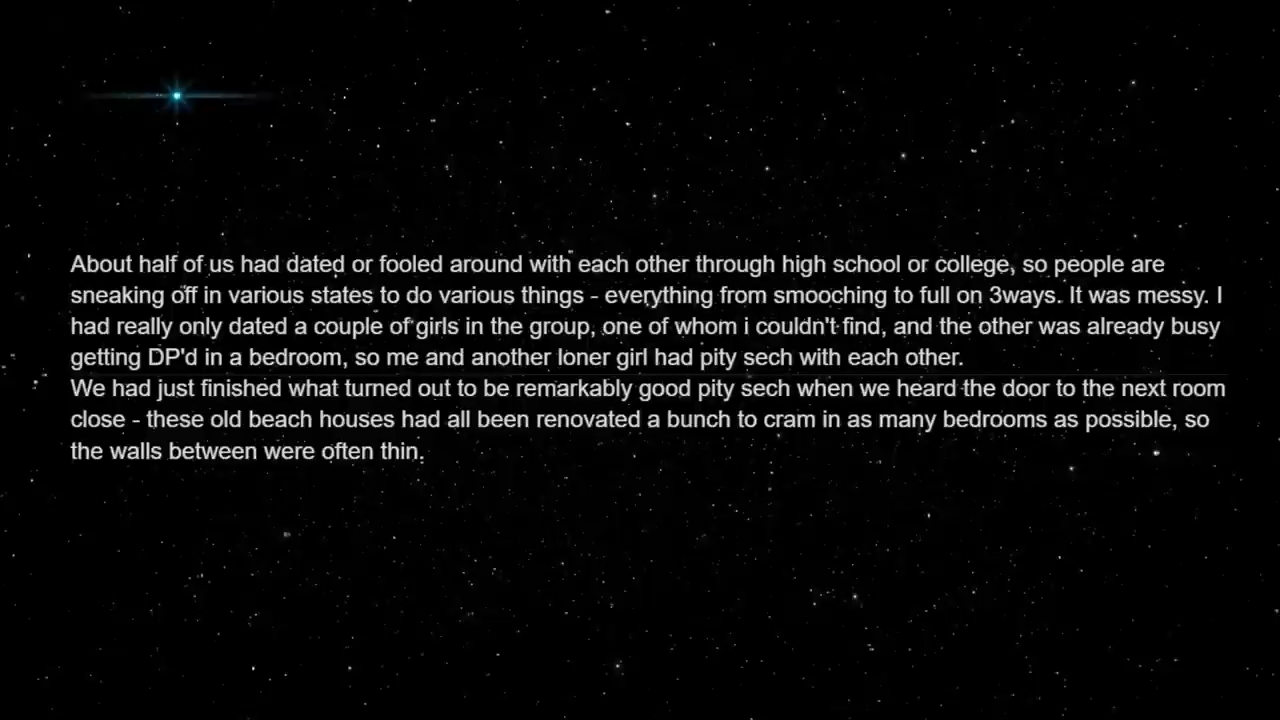 About half of us had dated or fooled around with each other through high school or college, so people are
sneaking off in various states to do various things - everything from smooching to full on 3ways. It was messy. I
had really only dated a couple of girls in the group, one of whom i couldn't find, and the other was already busy
getting DP'd in a bedroom, so me and another loner girl had pity sech with each other.
We had just finished what turned out to be remarkably good pity sech when we heard the door to the next room
close - these old beach houses had all been renovated a bunch to cram in as many bedrooms as possible, so
the walls between were often thin.